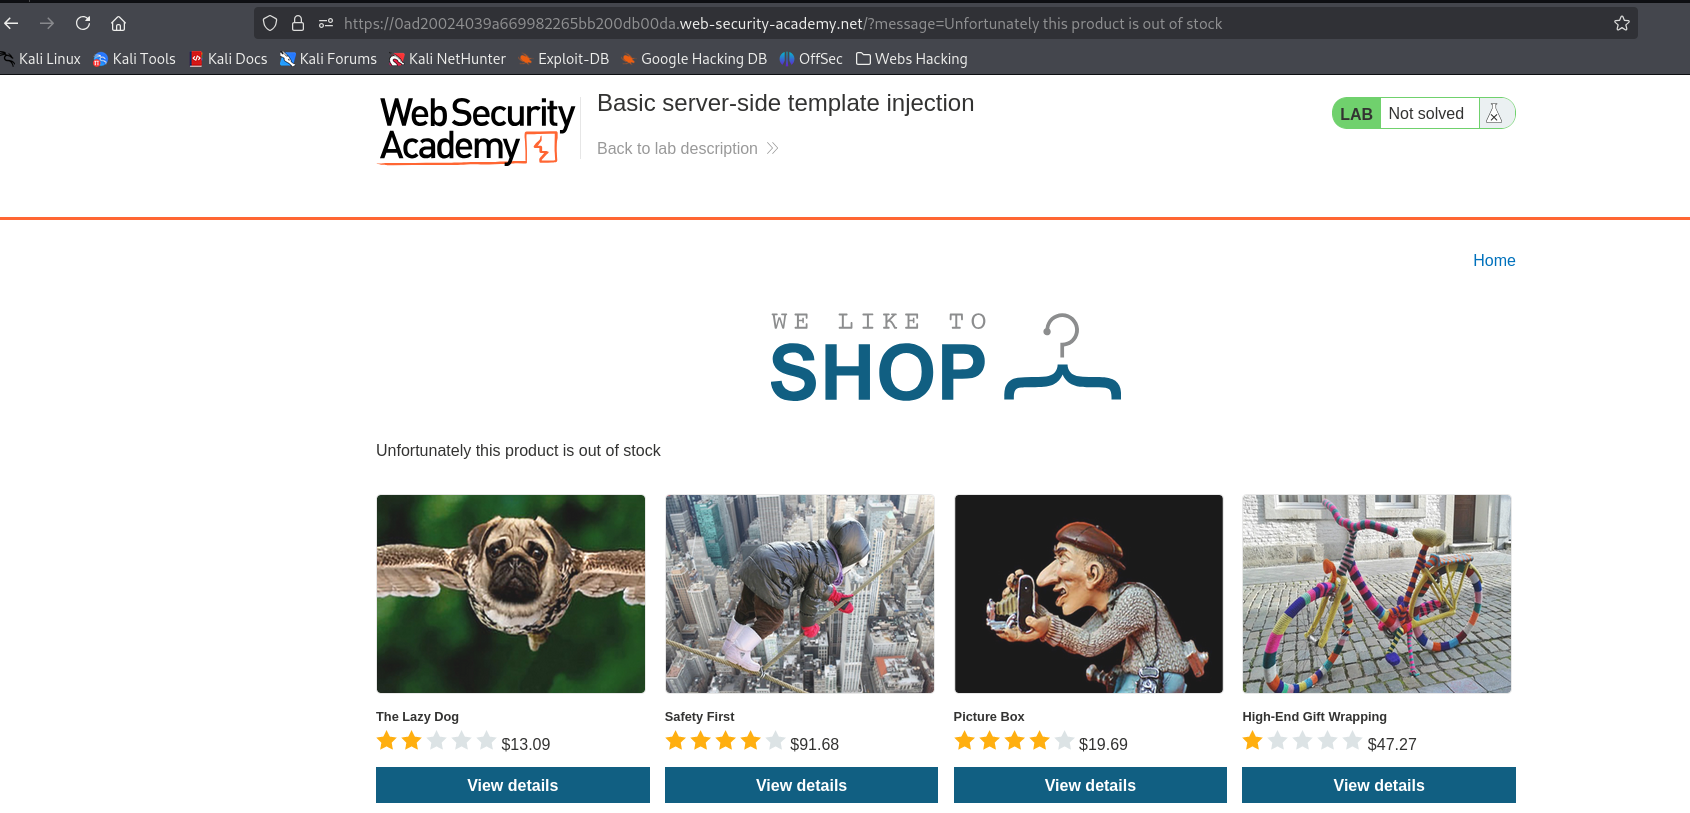 https://0ad20024039a669982265bb200db00da.web-security-academy.net/?message=Unfortunately this product is out of stock
Kali Linux Kali Tools Kali Docs Kali Forums Kali NetHunter Exploit-DB Google Hacking DB OffSec Webs Hacking
Web Security
Academy
Basic server-side template injection
Back to lab description
LAB Not solved
Home
WE LIKE TO
SHOP
Unfortunately this product is out of stock
The Lazy Dog Safety First Picture Box High-End Gift Wrapping
$13.09 $91.68 $19.69 $47.27
View details View details View details View details